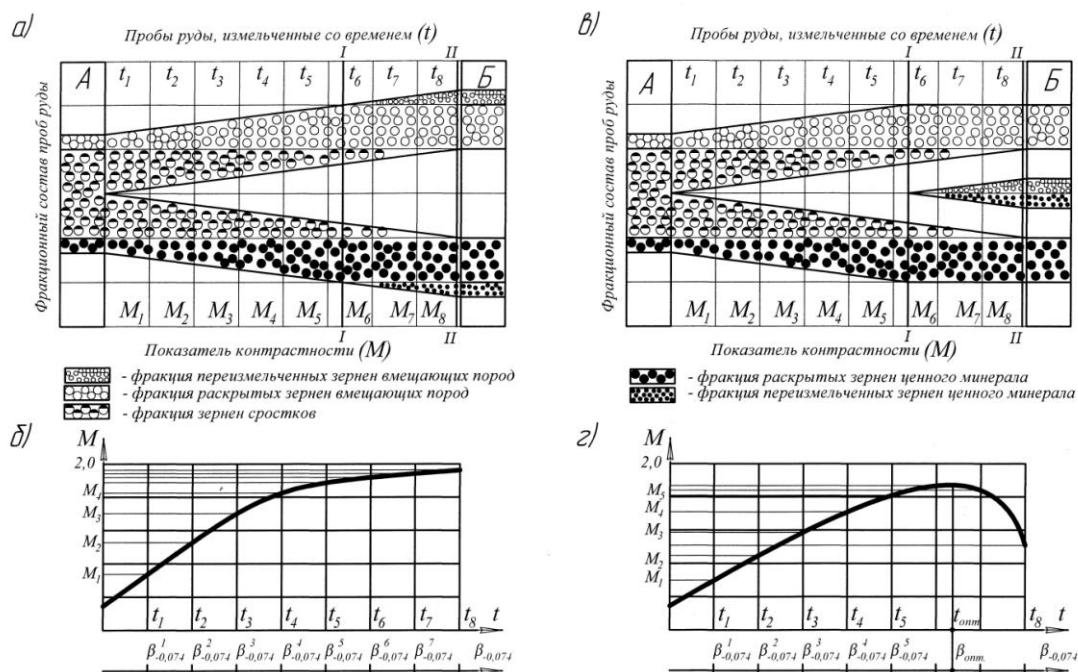 а)
Пробы руды, измельченные со временем (t)
I II
А t₁ t₂ t₃ t₄ t₅ t₆ t₇ t₈ Б
Фракционный состав проб руды
M₁ M₂ M₃ M₄ M₅ M₆ M₇ M₈
I II
Показатель контрастности (М)
- фракция переизмельченных зернен вмещающих пород
- фракция раскрытых зернен вмещающих пород
- фракция зернен сростков
в)
Пробы руды, измельченные со временем (t)
I II
А t₁ t₂ t₃ t₄ t₅ t₆ t₇ t₈ Б
Фракционный состав проб руды
M₁ M₂ M₃ M₄ M₅ M₆ M₇ M₈
I II
Показатель контрастности (М)
- фракция раскрытых зернен ценного минерала
- фракция переизмельченных зернен ценного минерала
б)
M
2,0
M₄
M₃
M₂
M₁
t₁ t₂ t₃ t₄ t₅ t₆ t₇ t₈ t
β¹-0,074 β²-0,074 β³-0,074 β⁴-0,074 β⁵-0,074 β⁶-0,074 β⁷-0,074 β-0,074
г)
M
2,0
M₅
M₄
M₃
M₂
M₁
t₁ t₂ t₃ t₄ t₅ tопт t₈ t
β¹-0,074 β²-0,074 β³-0,074 β⁴-0,074 β⁵-0,074 βопт. β-0,074